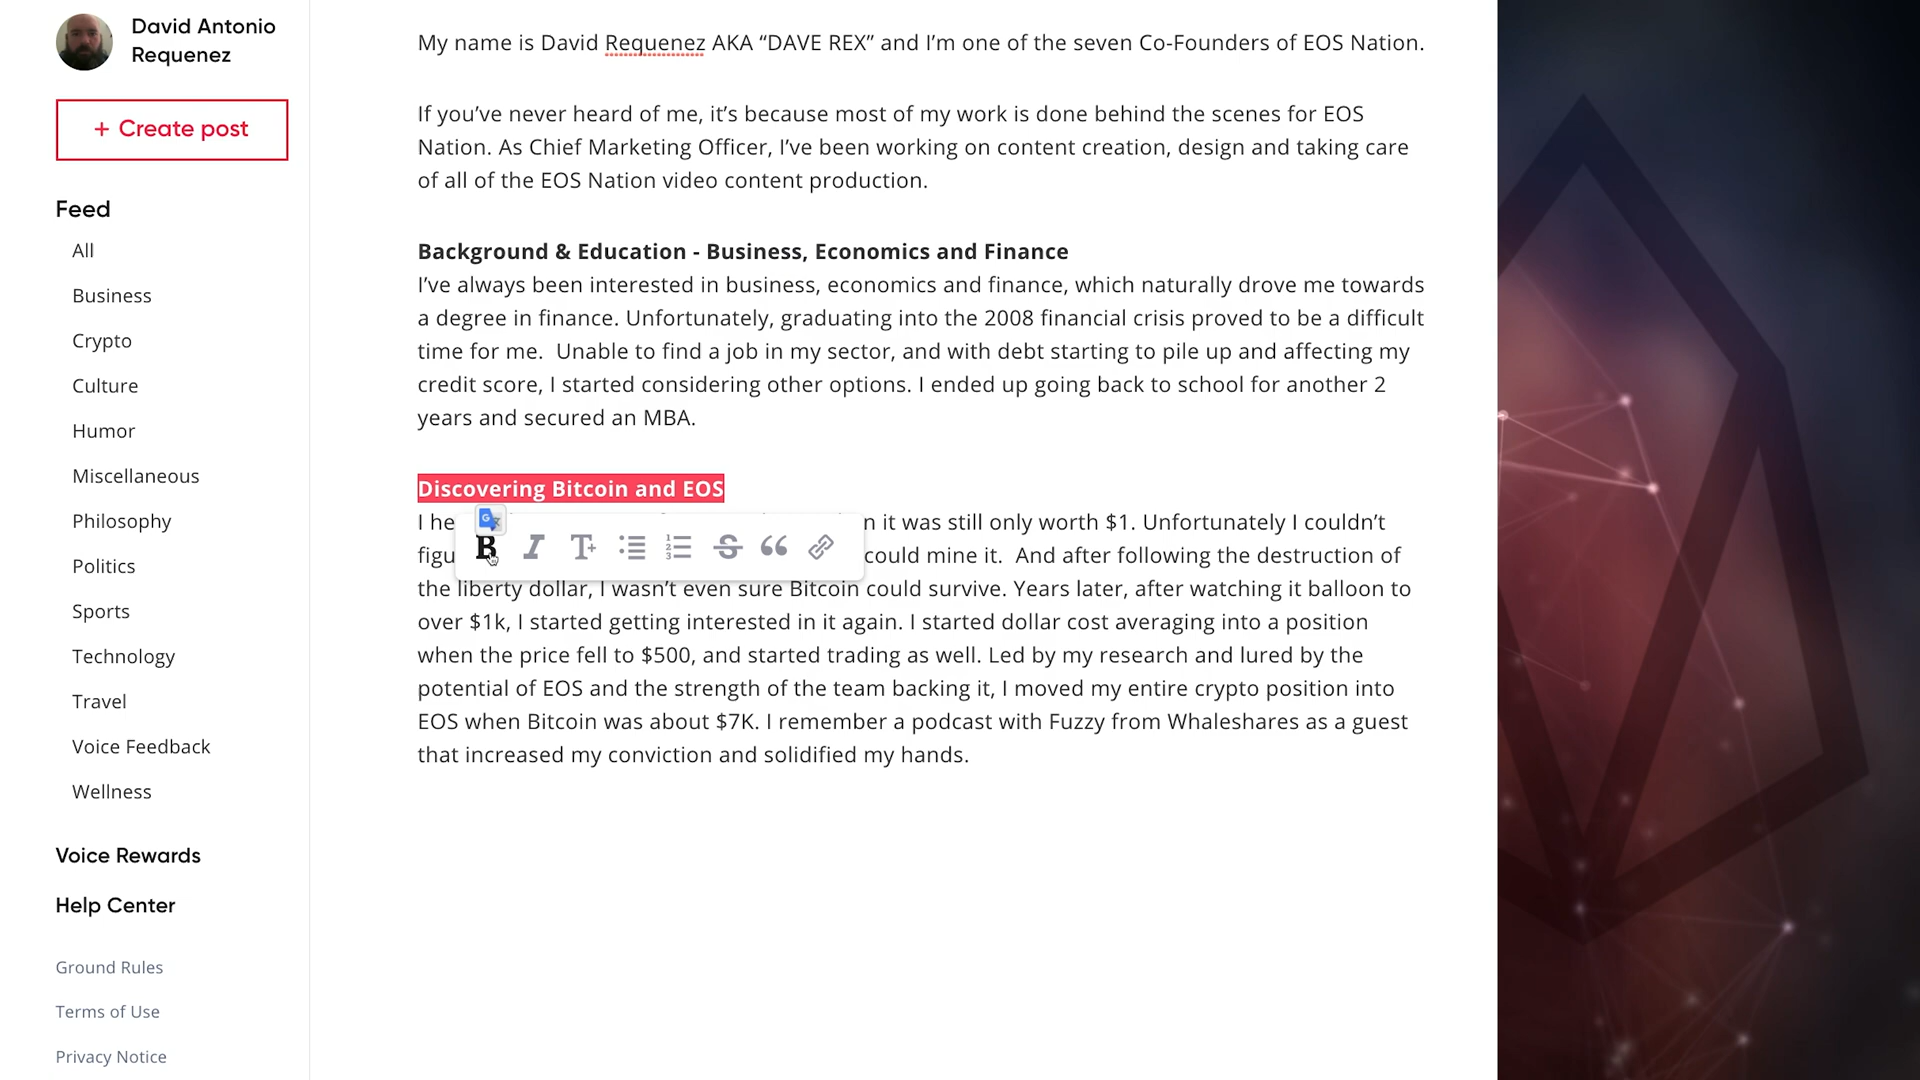 David Antonio
Requenez
+ Create post
Feed
All
Business
Crypto
Culture
Humor
Miscellaneous
Philosophy
Politics
Sports
Technology
Travel
Voice Feedback
Wellness
Voice Rewards
Help Center
Ground Rules
Terms of Use
Privacy Notice
My name is David Requenez AKA “DAVE REX” and I’m one of the seven Co-Founders of EOS Nation.
If you’ve never heard of me, it’s because most of my work is done behind the scenes for EOS
Nation. As Chief Marketing Officer, I’ve been working on content creation, design and taking care
of all of the EOS Nation video content production.
Background & Education - Business, Economics and Finance
I’ve always been interested in business, economics and finance, which naturally drove me towards
a degree in finance. Unfortunately, graduating into the 2008 financial crisis proved to be a difficult
time for me.  Unable to find a job in my sector, and with debt starting to pile up and affecting my
credit score, I started considering other options. I ended up going back to school for another 2
years and secured an MBA.
Discovering Bitcoin and EOS
I he n it was still only worth $1. Unfortunately I couldn’t
figu could mine it.  And after following the destruction of
B I T+
the liberty dollar, I wasn’t even sure Bitcoin could survive. Years later, after watching it balloon to
over $1k, I started getting interested in it again. I started dollar cost averaging into a position
when the price fell to $500, and started trading as well. Led by my research and lured by the
potential of EOS and the strength of the team backing it, I moved my entire crypto position into
EOS when Bitcoin was about $7K. I remember a podcast with Fuzzy from Whaleshares as a guest
that increased my conviction and solidified my hands.